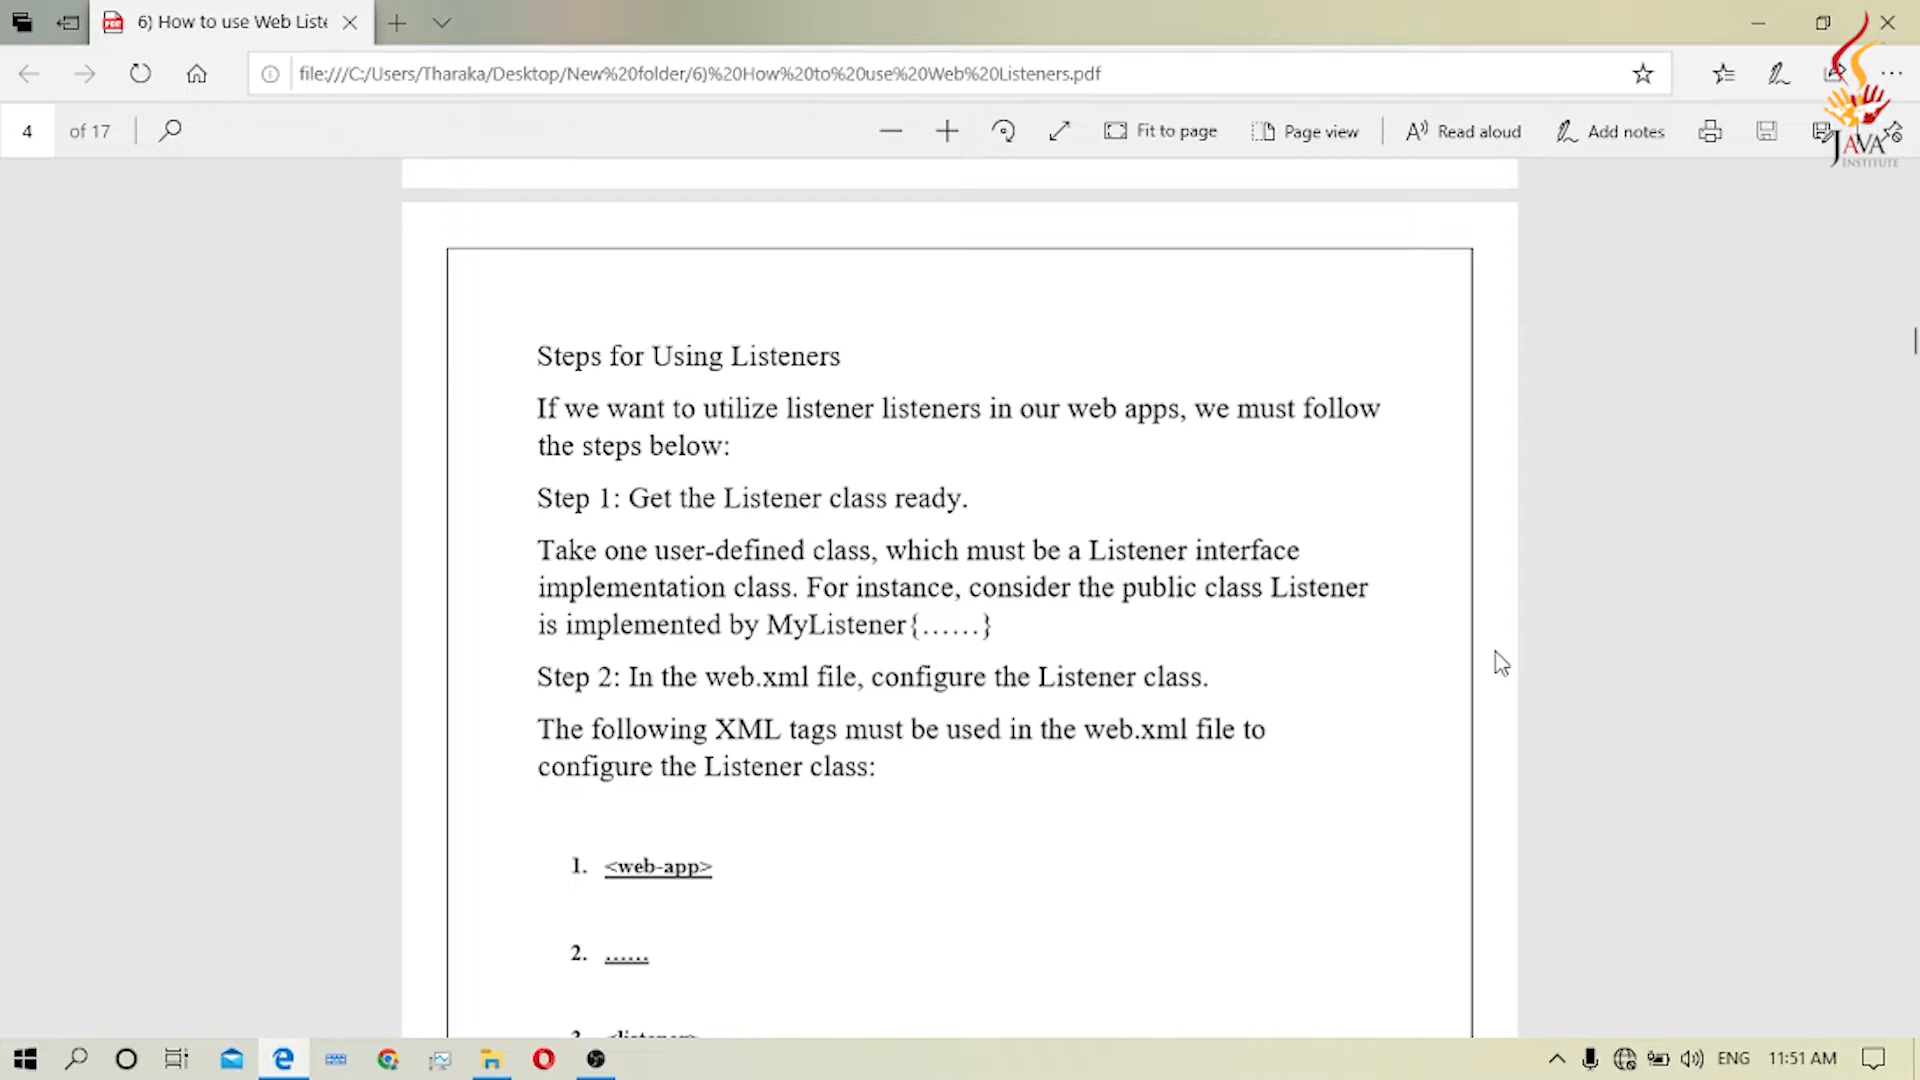 6) How to use Web Liste
file:///C:/Users/Tharaka/Desktop/New%20folder/6)%20How%20to%20use%20Web%20Listeners.pdf
4 of 17
Fit to page
Page view
Read aloud
Add notes
JAVA
INSTITUTE
Steps for Using Listeners
If we want to utilize listener listeners in our web apps, we must follow
the steps below:
Step 1: Get the Listener class ready.
Take one user-defined class, which must be a Listener interface
implementation class. For instance, consider the public class Listener
is implemented by MyListener{……}
Step 2: In the web.xml file, configure the Listener class.
The following XML tags must be used in the web.xml file to
configure the Listener class:
1. <web-app>
2. ……
3. <listener>
ENG
11:51 AM